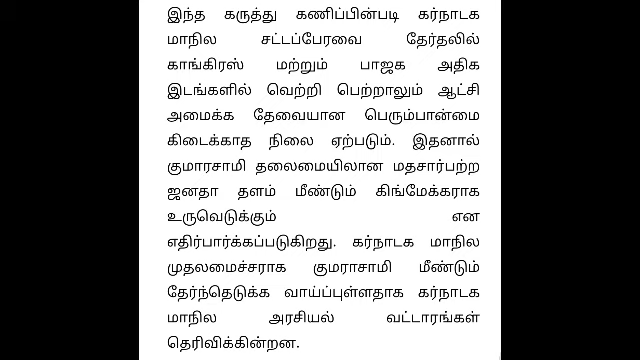 இந்த கருத்து கணிப்பின்படி கர்நாடக
மாநில சட்டப்பேரவை தேர்தலில்
காங்கிரஸ் மற்றும் பாஜக அதிக
இடங்களில் வெற்றி பெற்றாலும் ஆட்சி
அமைக்க தேவையான பெரும்பான்மை
கிடைக்காத நிலை ஏற்படும். இதனால்
குமாரசாமி தலைமையிலான மதசார்பற்ற
ஜனதா தளம் மீண்டும் கிங்மேக்கராக
உருவெடுக்கும் என
எதிர்பார்க்கப்படுகிறது. கர்நாடக மாநில
முதலமைச்சராக குமராசாமி மீண்டும்
தேர்ந்தெடுக்க வாய்ப்புள்ளதாக கர்நாடக
மாநில அரசியல் வட்டாரங்கள்
தெரிவிக்கின்றன.